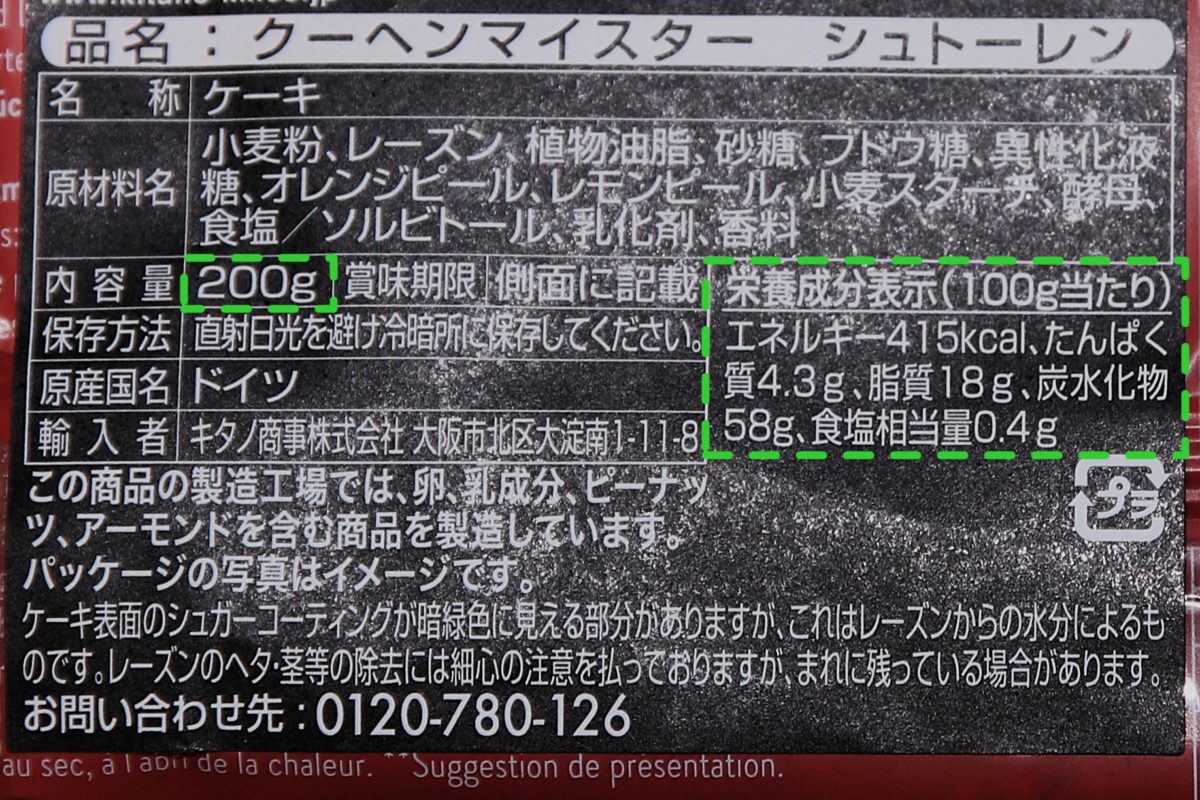 品名：クーヘンマイスター　シュトーレン
名称 ケーキ
原材料名 小麦粉、レーズン、植物油脂、砂糖、ブドウ糖、異性化液
糖、オレンジピール、レモンピール、小麦スターチ、酵母、
食塩／ソルビトール、乳化剤、香料
内容量 200g 賞味期限 側面に記載
保存方法 直射日光を避け冷暗所に保存してください。
原産国名 ドイツ
輸入者 キタノ商事株式会社 大阪市北区大淀南1-11-8
栄養成分表示(100g当たり)
エネルギー415kcal、たんぱく
質4.3g、脂質18g、炭水化物
58g、食塩相当量0.4g
プラ
この商品の製造工場では、卵、乳成分、ピーナッ
ツ、アーモンドを含む商品を製造しています。
パッケージの写真はイメージです。
ケーキ表面のシュガーコーティングが暗緑色に見える部分がありますが、これはレーズンからの水分によるも
のです。レーズンのヘタ・茎等の除去には細心の注意を払っておりますが、まれに残っている場合があります。
お問い合わせ先：0120-780-126
au sec, à l'abri de la chaleur. **Suggestion de présentation.